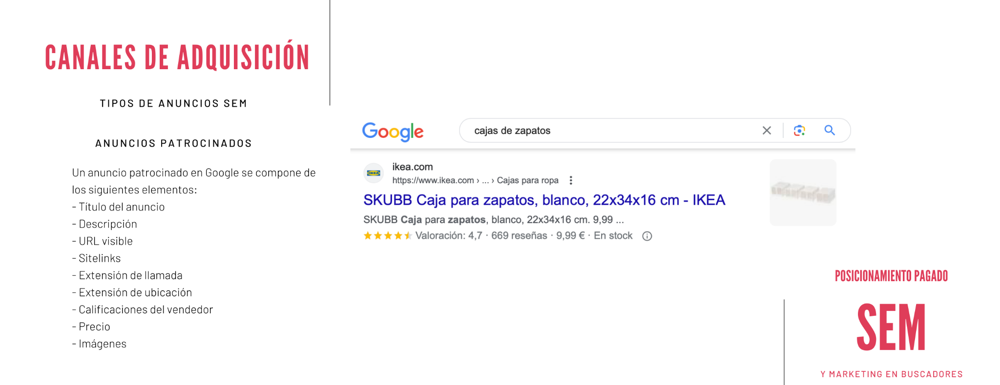 CANALES DE ADQUISICIÓN
TIPOS DE ANUNCIOS SEM
ANUNCIOS PATROCINADOS
Un anuncio patrocinado en Google se compone de
los siguientes elementos:
- Título del anuncio
- Descripción
- URL visible
- Sitelinks
- Extensión de llamada
- Extensión de ubicación
- Calificaciones del vendedor
- Precio
- Imágenes
Google
cajas de zapatos
IKEA
ikea.com
https://www.ikea.com › ... › Cajas para ropa
SKUBB Caja para zapatos, blanco, 22x34x16 cm - IKEA
SKUBB Caja para zapatos, blanco, 22x34x16 cm. 9,99 ...
Valoración: 4,7 · 669 reseñas · 9,99 € · En stock
POSICIONAMIENTO PAGADO
SEM
Y MARKETING EN BUSCADORES